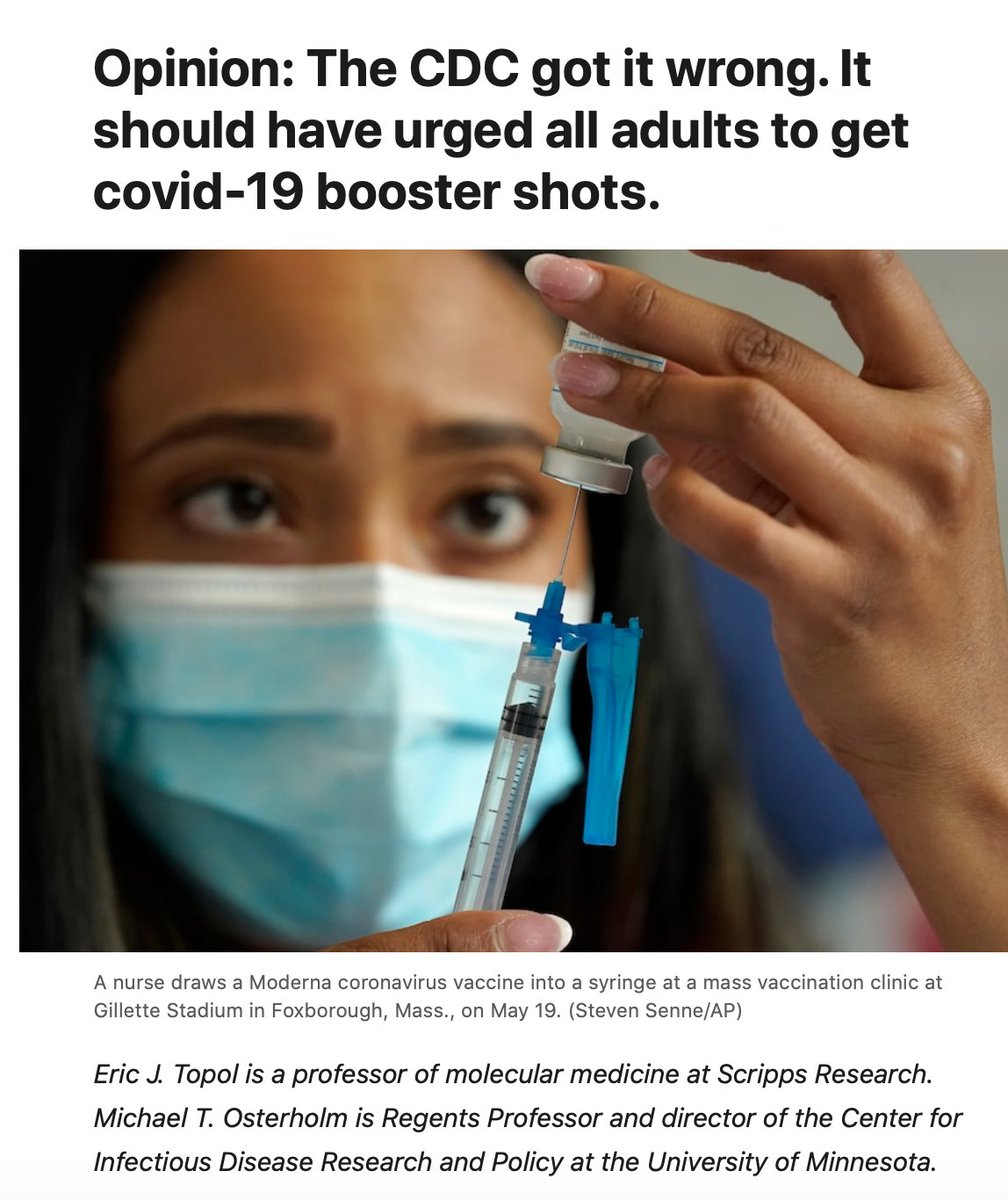 Opinion: The CDC got it wrong. It
should have urged all adults to get
covid-19 booster shots.
A nurse draws a Moderna coronavirus vaccine into a syringe at a mass vaccination clinic at
Gillette Stadium in Foxborough, Mass., on May 19. (Steven Senne/AP)
Eric J. Topol is a professor of molecular medicine at Scripps Research.
Michael T. Osterholm is Regents Professor and director of the Center for
Infectious Disease Research and Policy at the University of Minnesota.